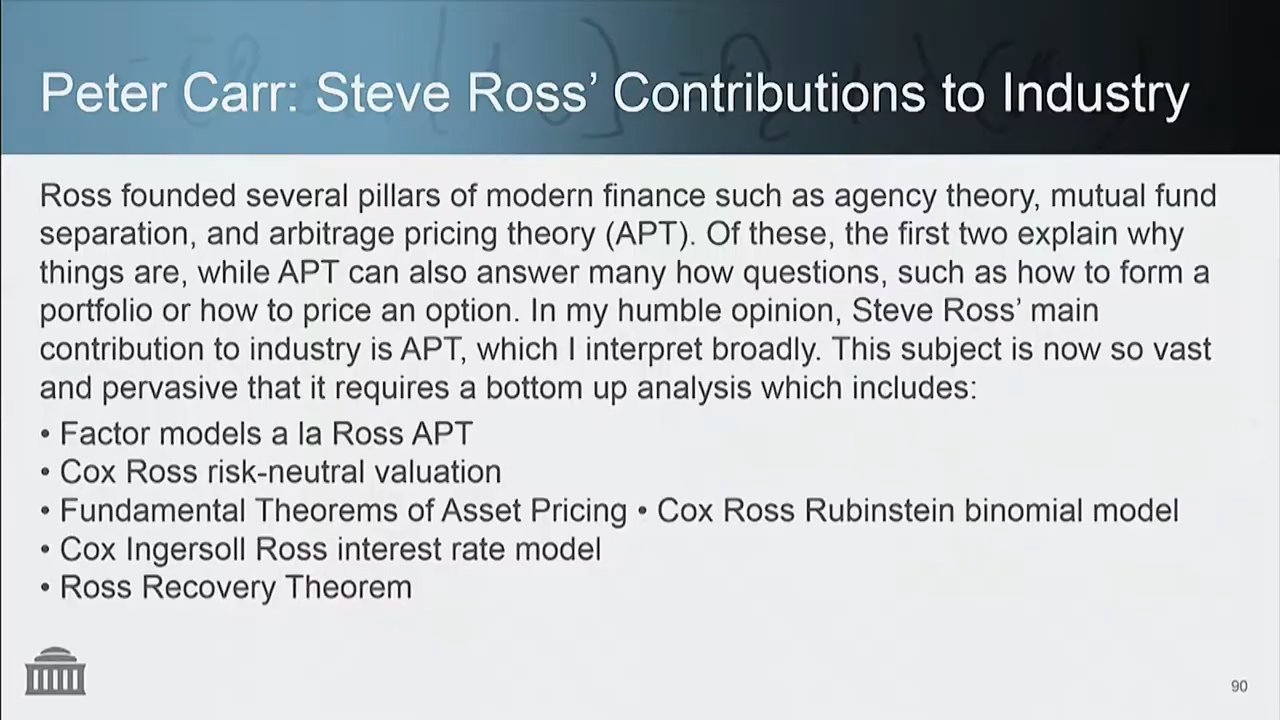 Peter Carr: Steve Ross’ Contributions to Industry
Ross founded several pillars of modern finance such as agency theory, mutual fund
separation, and arbitrage pricing theory (APT). Of these, the first two explain why
things are, while APT can also answer many how questions, such as how to form a
portfolio or how to price an option. In my humble opinion, Steve Ross’ main
contribution to industry is APT, which I interpret broadly. This subject is now so vast
and pervasive that it requires a bottom up analysis which includes:
• Factor models a la Ross APT
• Cox Ross risk-neutral valuation
• Fundamental Theorems of Asset Pricing • Cox Ross Rubinstein binomial model
• Cox Ingersoll Ross interest rate model
• Ross Recovery Theorem
90